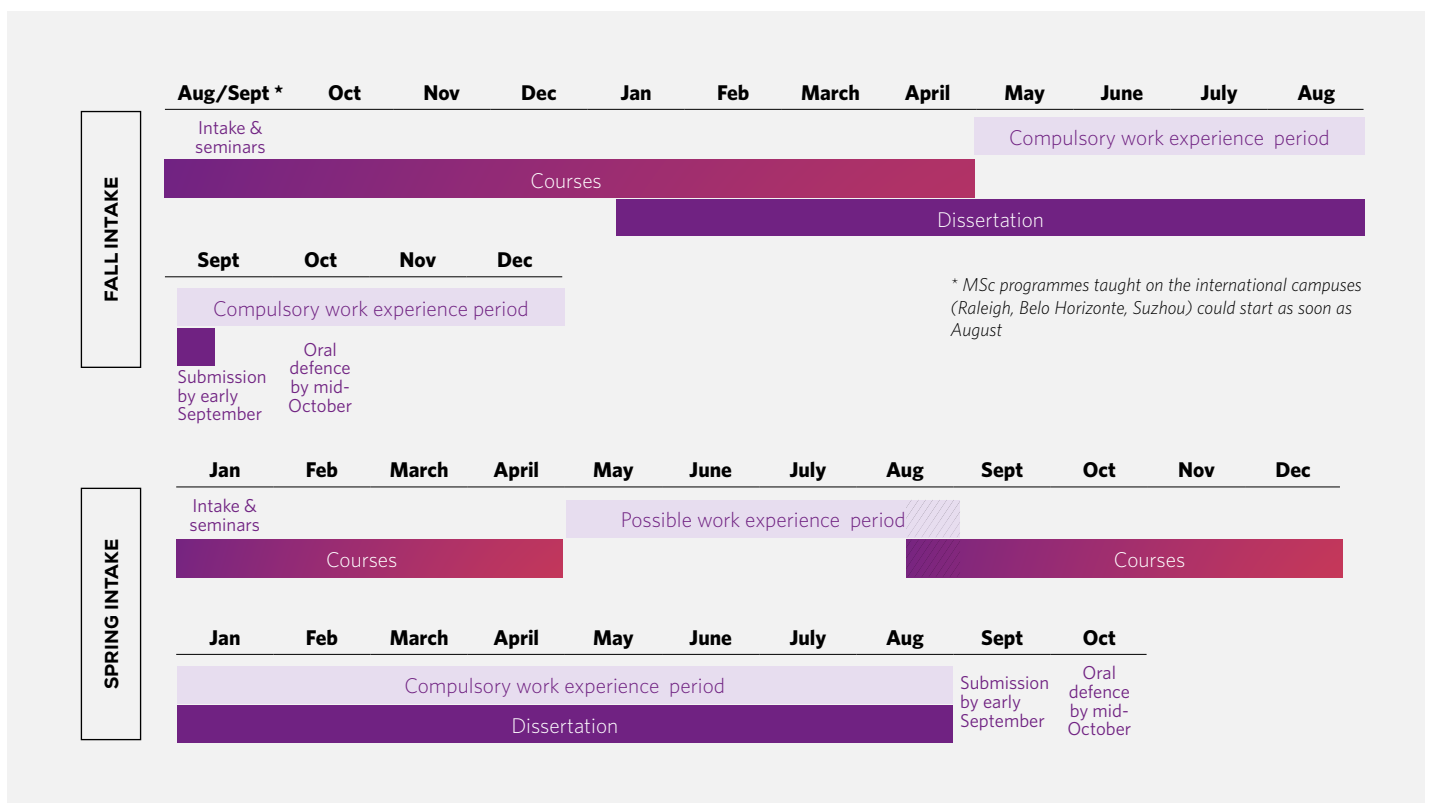 FALL INTAKE
Aug/Sept * Oct Nov Dec Jan Feb March April May June July Aug
Intake &
seminars
Compulsory work experience period
Courses
Dissertation
Sept Oct Nov Dec
Compulsory work experience period
Submission
by early
September
Oral
defence
by mid-
October
* MSc programmes taught on the international campuses
(Raleigh, Belo Horizonte, Suzhou) could start as soon as
August
SPRING INTAKE
Jan Feb March April May June July Aug Sept Oct Nov Dec
Intake &
seminars
Possible work experience period
Courses
Courses
Jan Feb March April May June July Aug Sept Oct
Compulsory work experience period
Dissertation
Submission
by early
September
Oral
defence
by mid-
October